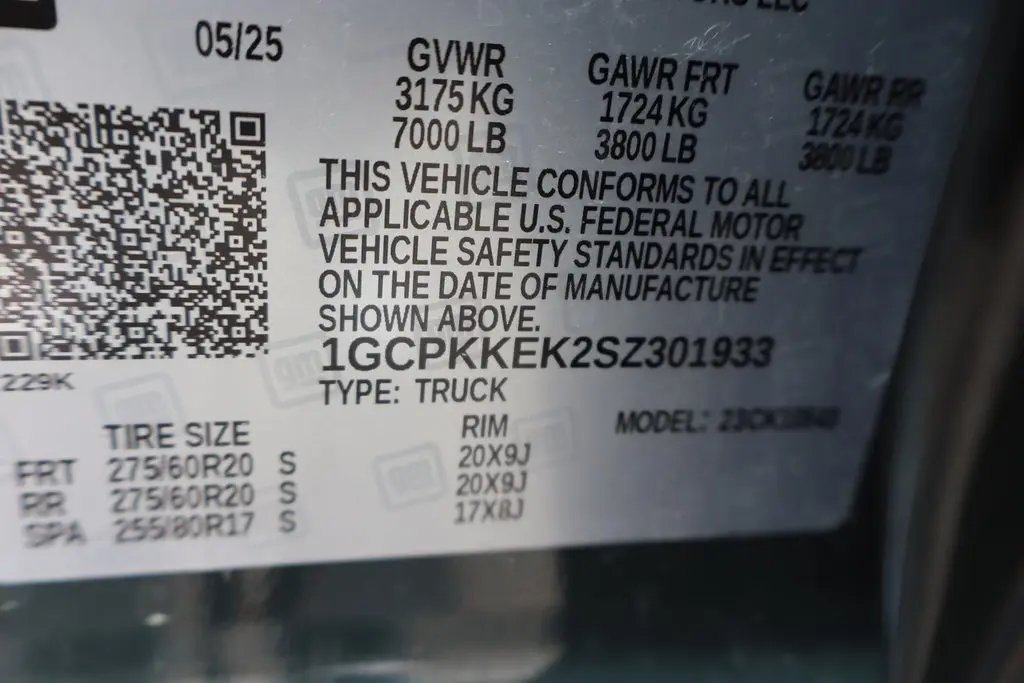 LLC
05/25
GVWR GAWR FRT GAWR RR
3175 KG 1724 KG 1724 KG
7000 LB 3800 LB 3800 LB
THIS VEHICLE CONFORMS TO ALL
APPLICABLE U.S. FEDERAL MOTOR
VEHICLE SAFETY STANDARDS IN EFFECT
ON THE DATE OF MANUFACTURE
SHOWN ABOVE.
1GCPKKEK2SZ301933
229K
TYPE: TRUCK
TIRE SIZE RIM MODEL:
FRT 275/60R20 S 20X9J
RR 275/60R20 S 20X9J
SPA 255/80R17 S 17X8J